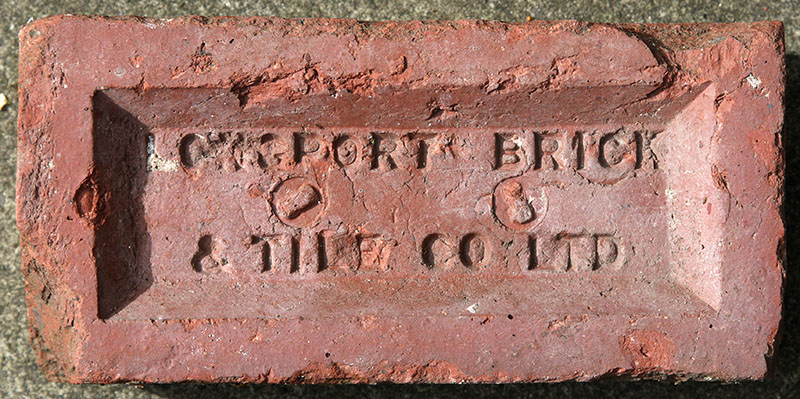 LONGPORT BRICK
& TILE CO LTD